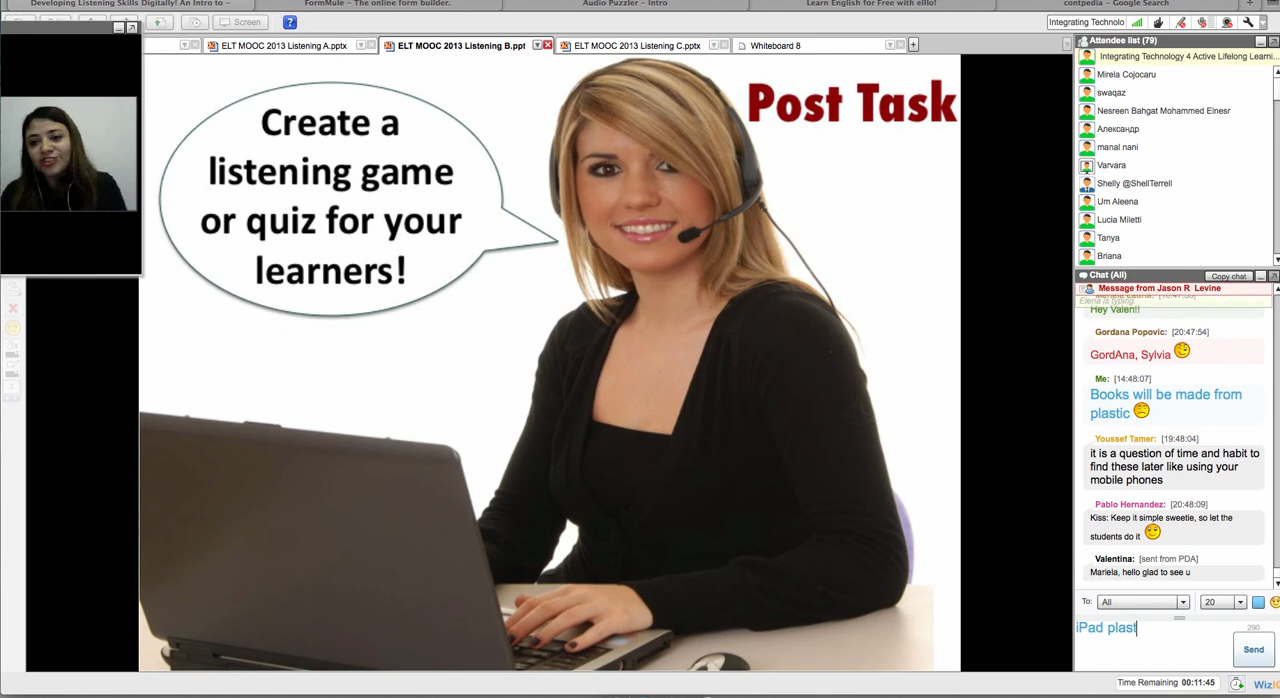 Developing Listening Skills Digitally! An Intro to –
FormMule - The online form builder.
Audio Puzzler - Intro
Learn English for Free with elllo!
contpedia – Google Search
Screen
?
Integrating Technolo
ELT MOOC 2013 Listening A.pptx
ELT MOOC 2013 Listening B.ppt
ELT MOOC 2013 Listening C.pptx
Whiteboard 8
Attendee list (79)
Integrating Technology 4 Active Lifelong Learni...
Mirela Cojocaru
swaqaz
Nesreen Bahgat Mohammed Elnesr
Александр
manal nani
Varvara
Shelly @ShellTerrell
Um Aleena
Lucia Miletti
Tanya
Briana
Create a
listening game
or quiz for your
learners!
Post Task
Chat (All)
Copy chat
Message from Jason R Levine
Elena is typing
Hey Valen!!
Gordana Popovic: [20:47:54]
GordAna, Sylvia
Me: [14:48:07]
Books will be made from
plastic
Youssef Tamer: [19:48:04]
it is a question of time and habit to
find these later like using your
mobile phones
Pablo Hernandez: [20:48:09]
Kiss: Keep it simple sweetie, so let the
students do it
Valentina: [sent from PDA]
Mariela, hello glad to see u
To: All 20
iPad plast
290
Send
Time Remaining 00:11:45
WizI